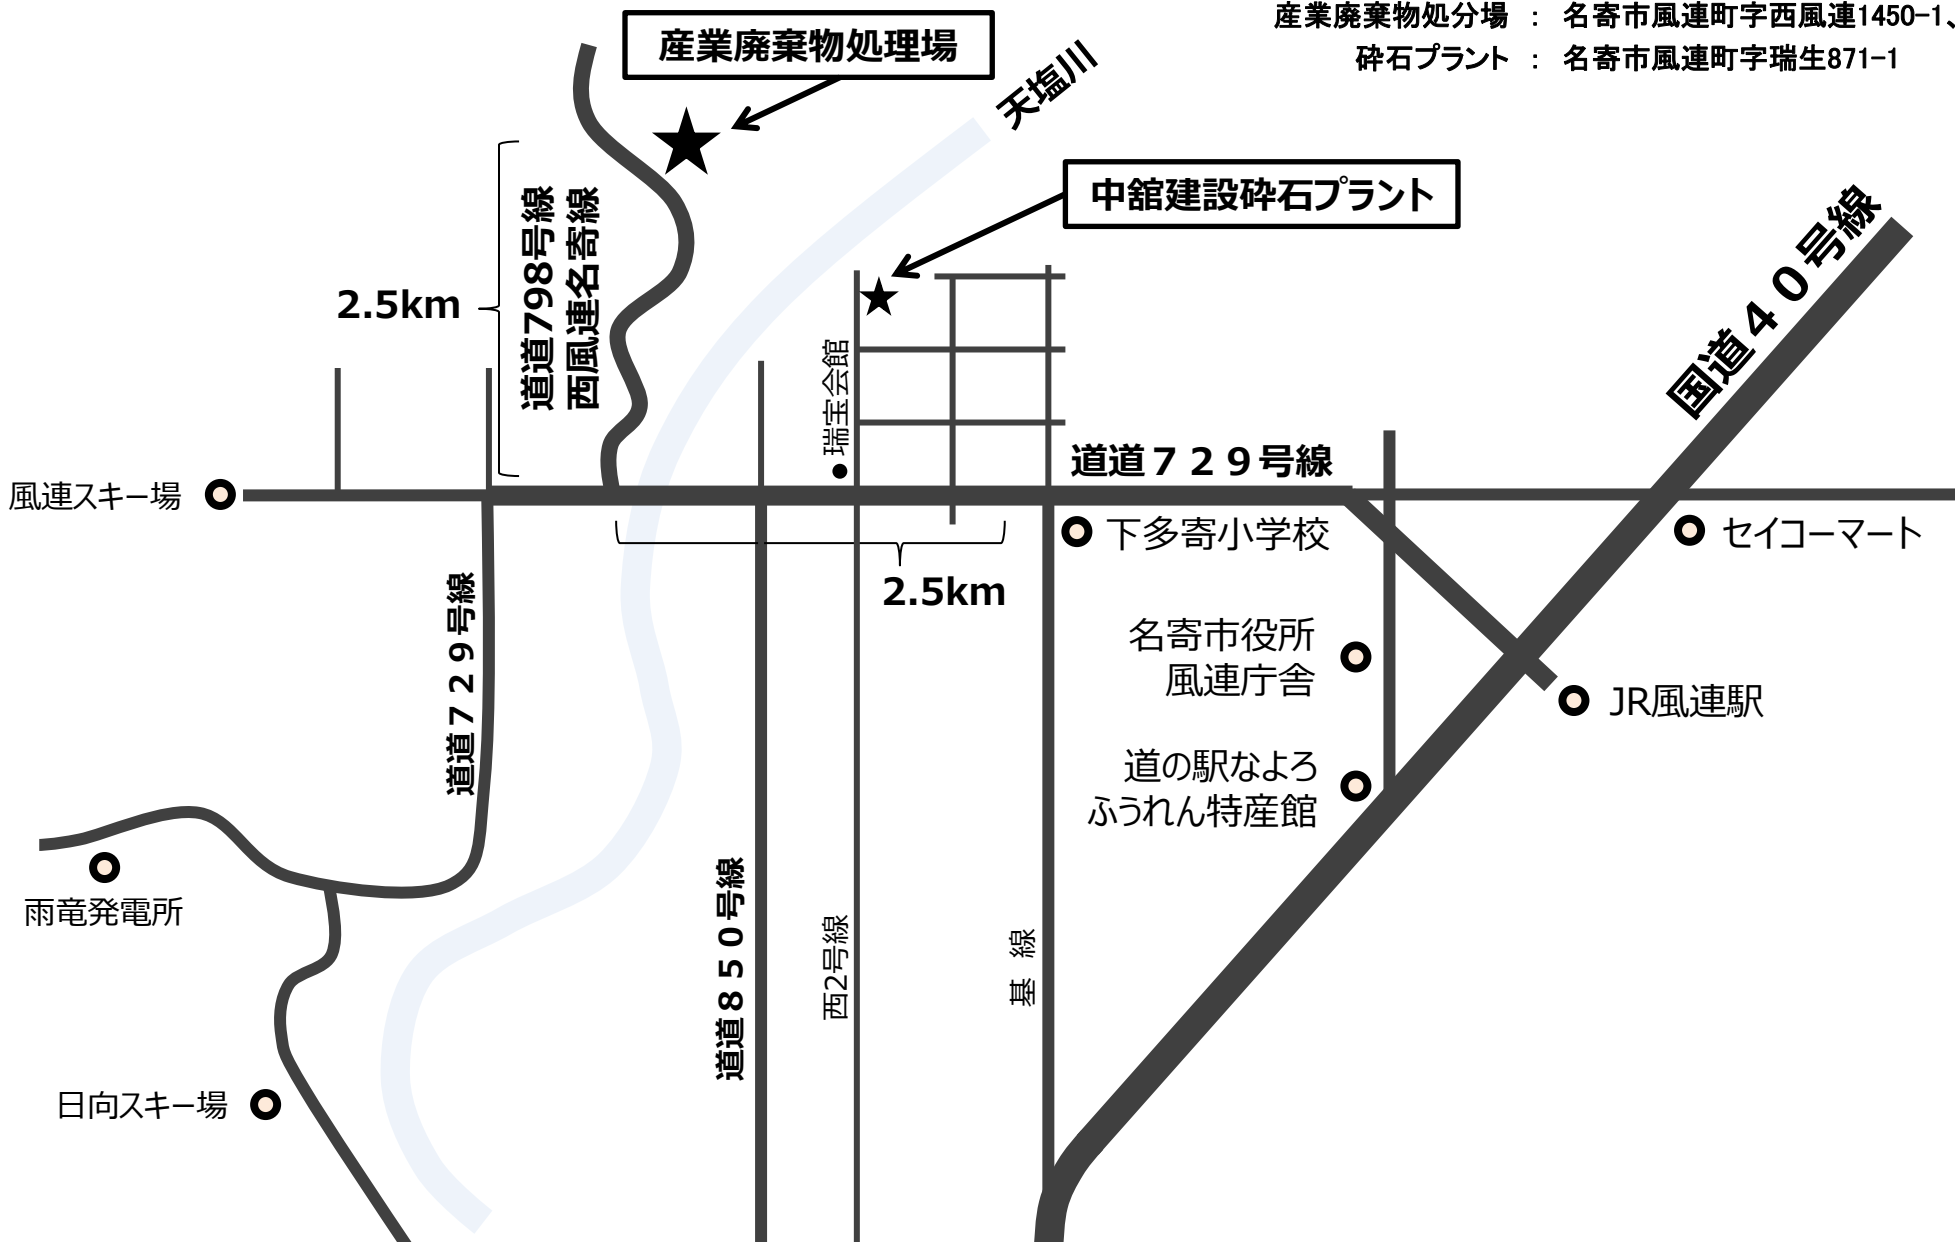 産業廃棄物処分場 : 名寄市風連町字西風連1450-1、
砕石プラント : 名寄市風連町字瑞生871-1
産業廃棄物処理場
天塩川
中舘建設砕石プラント
国道40号線
道道798号線
西風連名寄線
2.5km
瑞宝会館
道道729号線
風連スキー場
下多寄小学校
セイコーマート
2.5km
道道729号線
名寄市役所
風連庁舎
JR風連駅
道の駅なよろ
ふうれん特産館
雨竜発電所
道道850号線
西2号線
基 線
日向スキー場